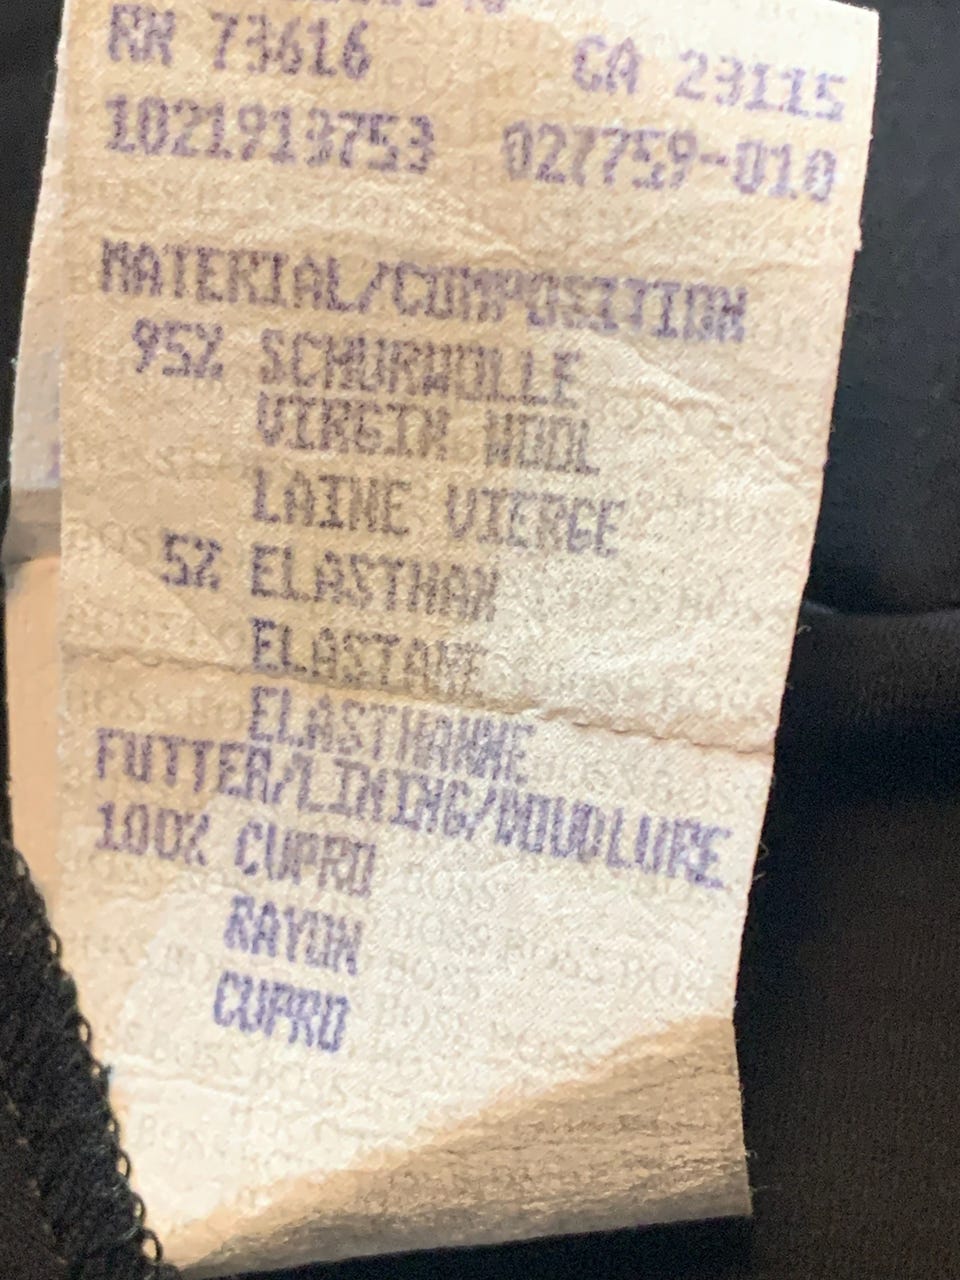 RN 73616 CA 23115
1021913753 027759-010
MATERIAL/COMPOSITION
95% SCHURWOLLE
VIRGIN WOOL
LAINE VIERGE
5% ELASTHAN
ELASTANE
ELASTHANNE
FUTTER/LINING/DOUBLURE
100% CUPRO
RAYON
CUPRO